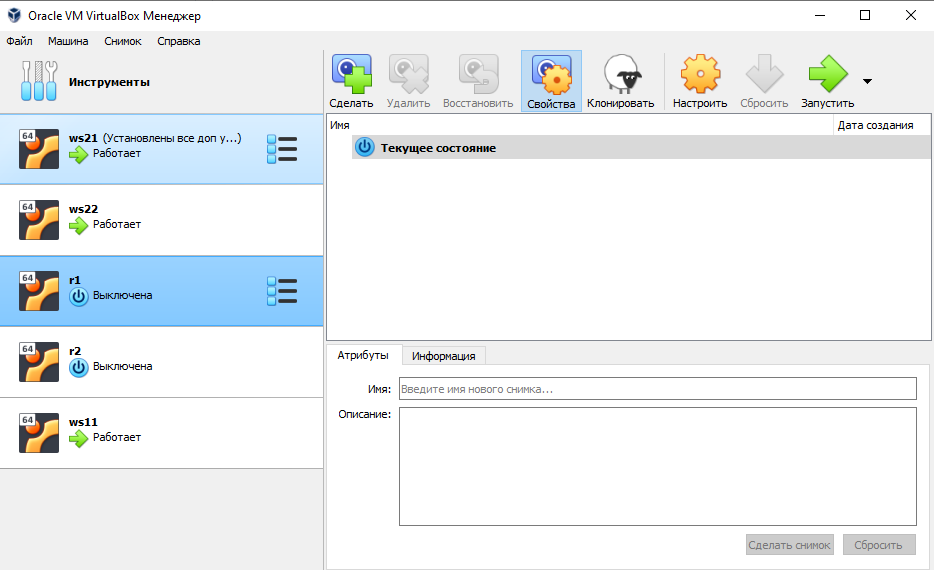 Oracle VM VirtualBox Менеджер
Файл Машина Снимок Справка
Инструменты
64
ws21 (Установлены все доп у...)
Работает
64
ws22
Работает
64
r1
Выключена
64
r2
Выключена
64
ws11
Работает
Сделать Удалить Восстановить Свойства Клонировать Настроить Сбросить Запустить
Имя Дата создания
Текущее состояние
Атрибуты Информация
Имя: Введите имя нового снимка...
Описание:
Сделать снимок Сбросить